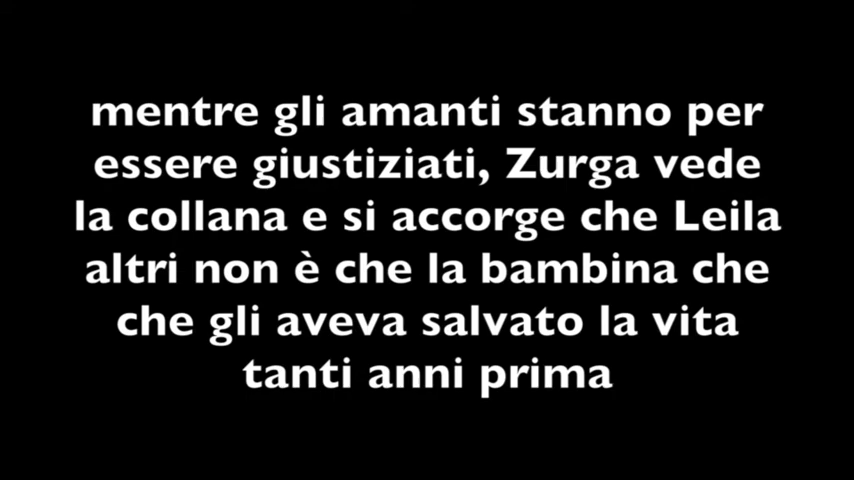 mentre gli amanti stanno per
essere giustiziati, Zurga vede
la collana e si accorge che Leila
altri non è che la bambina che
che gli aveva salvato la vita
tanti anni prima